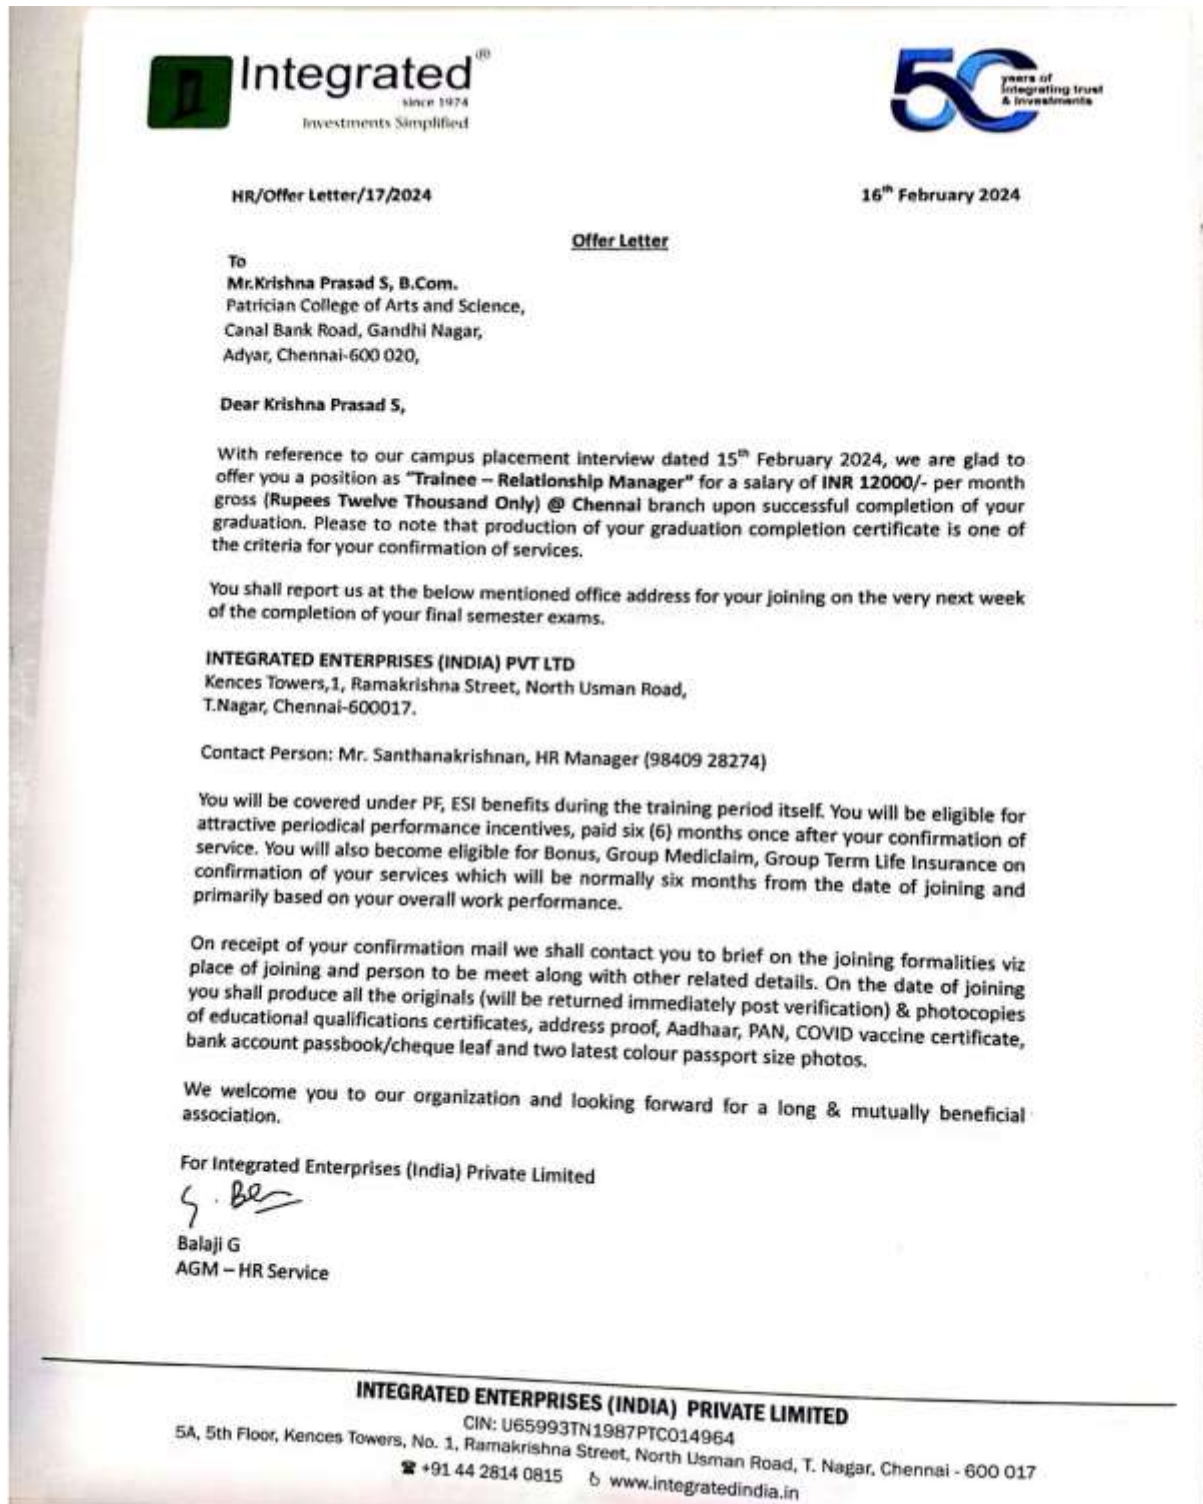 Integrated®
since 1974
Investments Simplified
50 years of
Integrating trust
& Investments
HR/Offer Letter/17/2024 16th February 2024
Offer Letter
To
Mr.Krishna Prasad S, B.Com.
Patrician College of Arts and Science,
Canal Bank Road, Gandhi Nagar,
Adyar, Chennai-600 020,
Dear Krishna Prasad S,
With reference to our campus placement interview dated 15th February 2024, we are glad to
offer you a position as "Trainee – Relationship Manager" for a salary of INR 12000/- per month
gross (Rupees Twelve Thousand Only) @ Chennai branch upon successful completion of your
graduation. Please to note that production of your graduation completion certificate is one of
the criteria for your confirmation of services.
You shall report us at the below mentioned office address for your joining on the very next week
of the completion of your final semester exams.
INTEGRATED ENTERPRISES (INDIA) PVT LTD
Kences Towers,1, Ramakrishna Street, North Usman Road,
T.Nagar, Chennai-600017.
Contact Person: Mr. Santhanakrishnan, HR Manager (98409 28274)
You will be covered under PF, ESI benefits during the training period itself. You will be eligible for
attractive periodical performance incentives, paid six (6) months once after your confirmation of
service. You will also become eligible for Bonus, Group Mediclaim, Group Term Life Insurance on
confirmation of your services which will be normally six months from the date of joining and
primarily based on your overall work performance.
On receipt of your confirmation mail we shall contact you to brief on the joining formalities viz
place of joining and person to be meet along with other related details. On the date of joining
you shall produce all the originals (will be returned immediately post verification) & photocopies
of educational qualifications certificates, address proof, Aadhaar, PAN, COVID vaccine certificate,
bank account passbook/cheque leaf and two latest colour passport size photos.
We welcome you to our organization and looking forward for a long & mutually beneficial
association.
For Integrated Enterprises (India) Private Limited
Balaji G
AGM – HR Service
INTEGRATED ENTERPRISES (INDIA) PRIVATE LIMITED
CIN: U65993TN1987PTC014964
5A, 5th Floor, Kences Towers, No. 1, Ramakrishna Street, North Usman Road, T. Nagar, Chennai - 600 017
+91 44 2814 0815 www.integratedindia.in